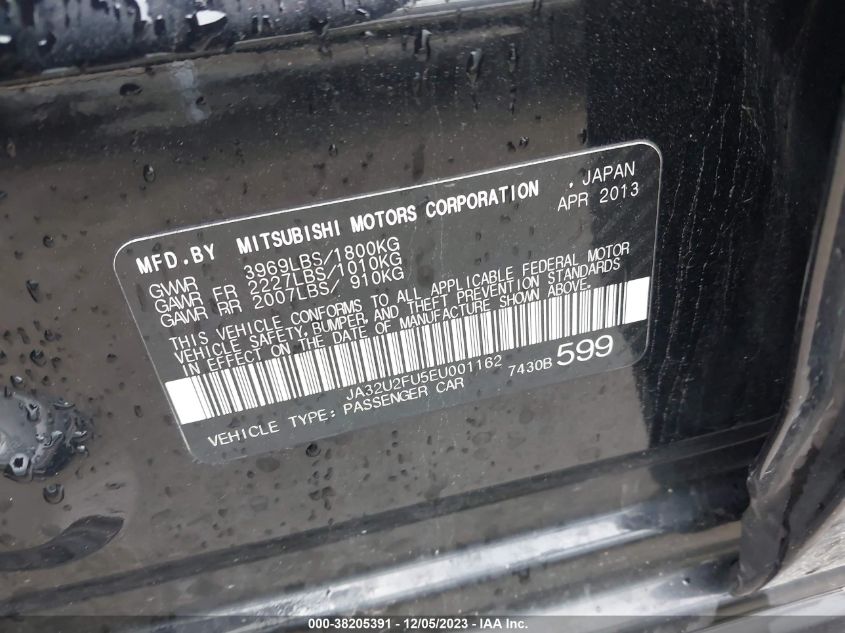 MFD.BY MITSUBISHI MOTORS CORPORATION , JAPAN
APR 2013
GVWR 3969LBS/1800KG
GAWR FR 2227LBS/1010KG
GAWR RR 2007LBS/ 910KG
THIS VEHICLE CONFORMS TO ALL APPLICABLE FEDERAL MOTOR
VEHICLE SAFETY, BUMPER, AND THEFT PREVENTION STANDARDS
IN EFFECT ON THE DATE OF MANUFACTURE SHOWN ABOVE.
JA32U2FU5EU001162
VEHICLE TYPE: PASSENGER CAR 7430B 599
000-38205391 - 12/05/2023 - IAA Inc.